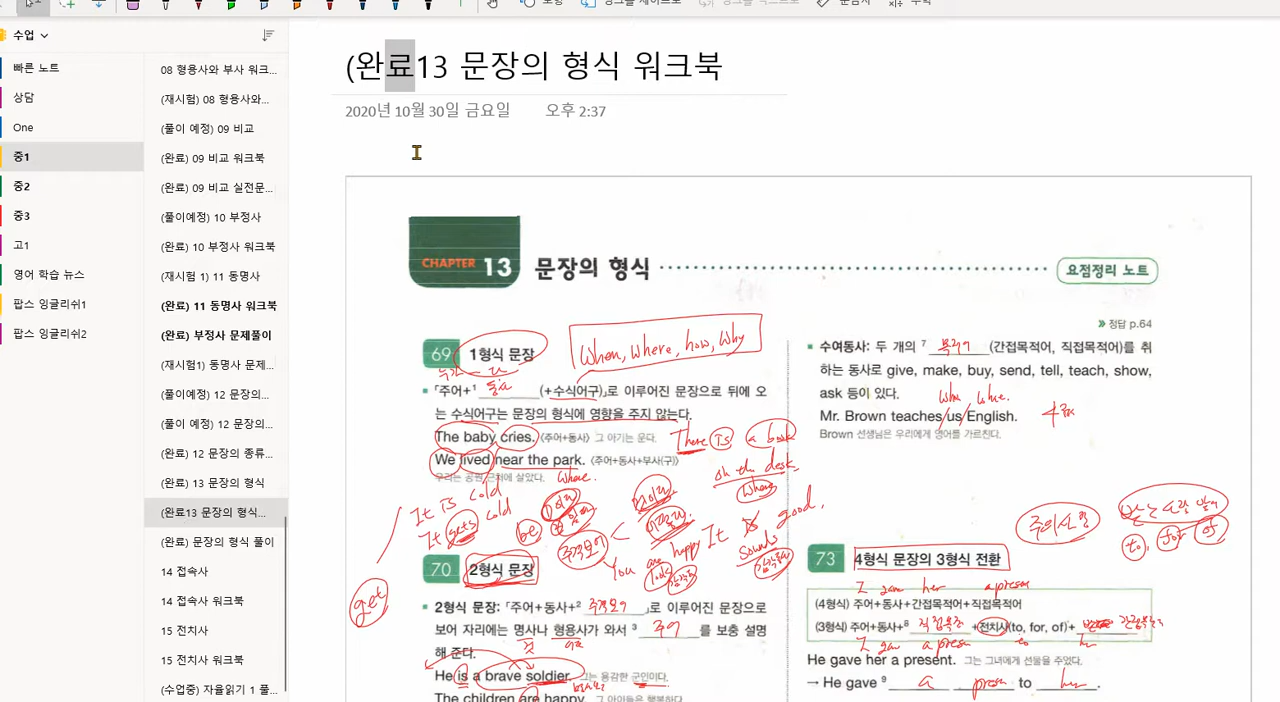 수업
빠른 노트
상담
One
중1
중2
중3
고1
영어 학습 뉴스
팝스 잉글리쉬1
팝스 잉글리쉬2
08 형용사와 부사 워크...
(재시험) 08 형용사와...
(풀이 예정) 09 비교
(완료) 09 비교 워크북
(완료) 09 비교 실전문...
(풀이예정) 10 부정사
(완료) 10 부정사 워크북
(재시험 1) 11 동명사
(완료) 11 동명사 워크북
(완료) 부정사 문제풀이
(재시험1) 동명사 문제...
(풀이 예정) 12 문장의...
(풀이 예정) 12 문장의...
(완료) 12 문장의 종류...
(완료) 13 문장의 형식
(완료13 문장의 형식...
(완료) 문장의 형식 풀이
14 접속사
14 접속사 워크북
15 전치사
15 전치사 워크북
(수업중) 자율읽기 1 풀...
(완료13 문장의 형식 워크북
2020년 10월 30일 금요일 오후 2:37
CHAPTER 13 문장의 형식
요점정리 노트
정답 p.64
69 1형식 문장
When, Where, how, Why
「주어+1 동사 (+수식어구)」로 이루어진 문장으로 뒤에 오
는 수식어구는 문장의 형식에 영향을 주지 않는다.
The baby cries. 〈주어+동사〉 그 아기는 운다.
There is a book
We lived near the park. 〈주어+동사+부사(구)〉
on the desk
우리는 공원 근처에 살았다.
Where
Where
It is cold
It gets cold
be
주격보어
It is good,
sounds
You are happy
look
get
70 2형식 문장
2형식 문장: 「주어+동사+2 주격보어」로 이루어진 문장으로
보어 자리에는 명사나 형용사가 와서 3 주어 를 보충 설명
해 준다.
He is a brave soldier. 그는 용감한 군인이다.
The children are happy. 그 아이들은 행복하다.
수여동사: 두 개의 7 목적어 (간접목적어, 직접목적어)를 취
하는 동사로 give, make, buy, send, tell, teach, show,
ask 등이 있다.
Mr. Brown teaches us English.
Brown 선생님은 우리에게 영어를 가르친다.
주의사항
to, for of
73 4형식 문장의 3형식 전환
I gave her a present
(4형식) 주어+동사+간접목적어+직접목적어
(3형식) 주어+동사+8 직접목적 +전치사(to, for, of)+
I gave a present to her
He gave her a present. 그는 그녀에게 선물을 주었다.
→ He gave 9 a present to her.